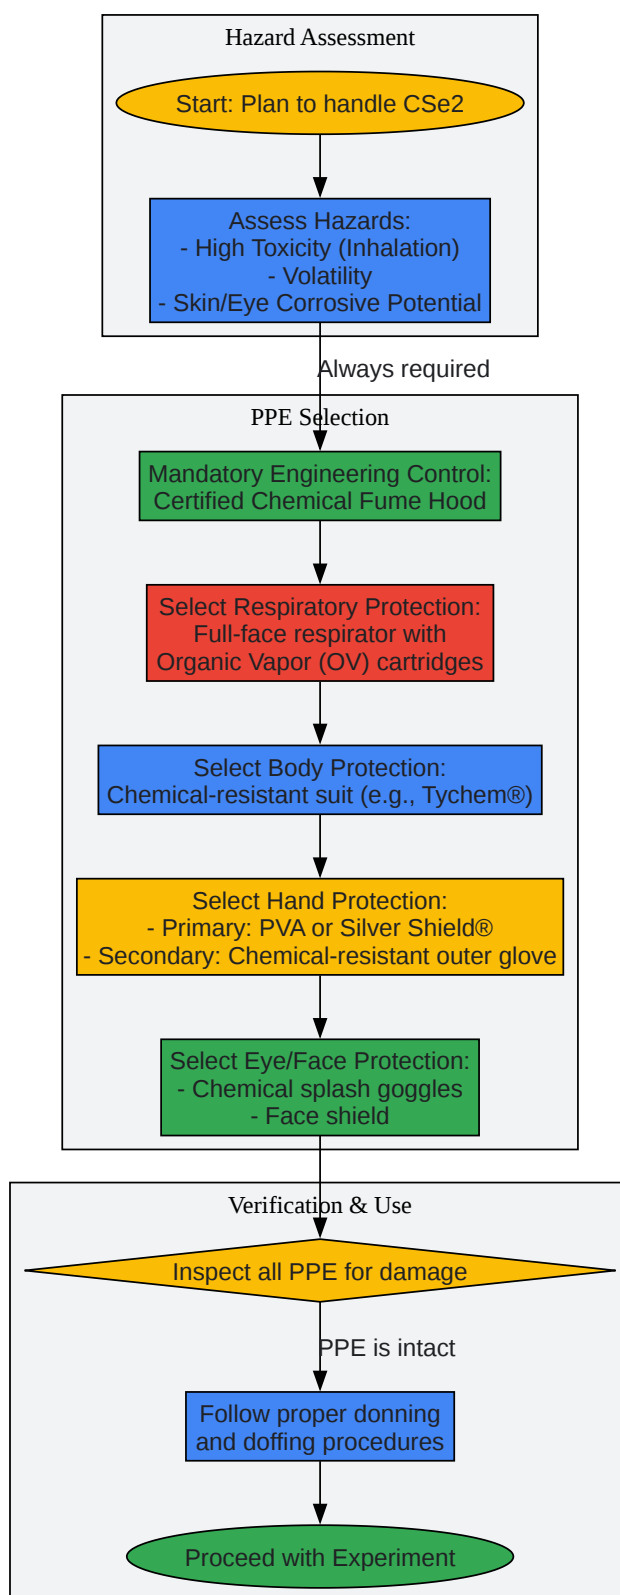 Hazard Assessment
Start: Plan to handle CSe2
Assess Hazards:
- High Toxicity (Inhalation)
- Volatility
- Skin/Eye Corrosive Potential
Always required
PPE Selection
Mandatory Engineering Control:
Certified Chemical Fume Hood
Select Respiratory Protection:
Full-face respirator with
Organic Vapor (OV) cartridges
Select Body Protection:
Chemical-resistant suit (e.g., Tychem®)
Select Hand Protection:
- Primary: PVA or Silver Shield®
- Secondary: Chemical-resistant outer glove
Select Eye/Face Protection:
- Chemical splash goggles
- Face shield
Verification & Use
Inspect all PPE for damage
PPE is intact
Follow proper donning
and doffing procedures
Proceed with Experiment